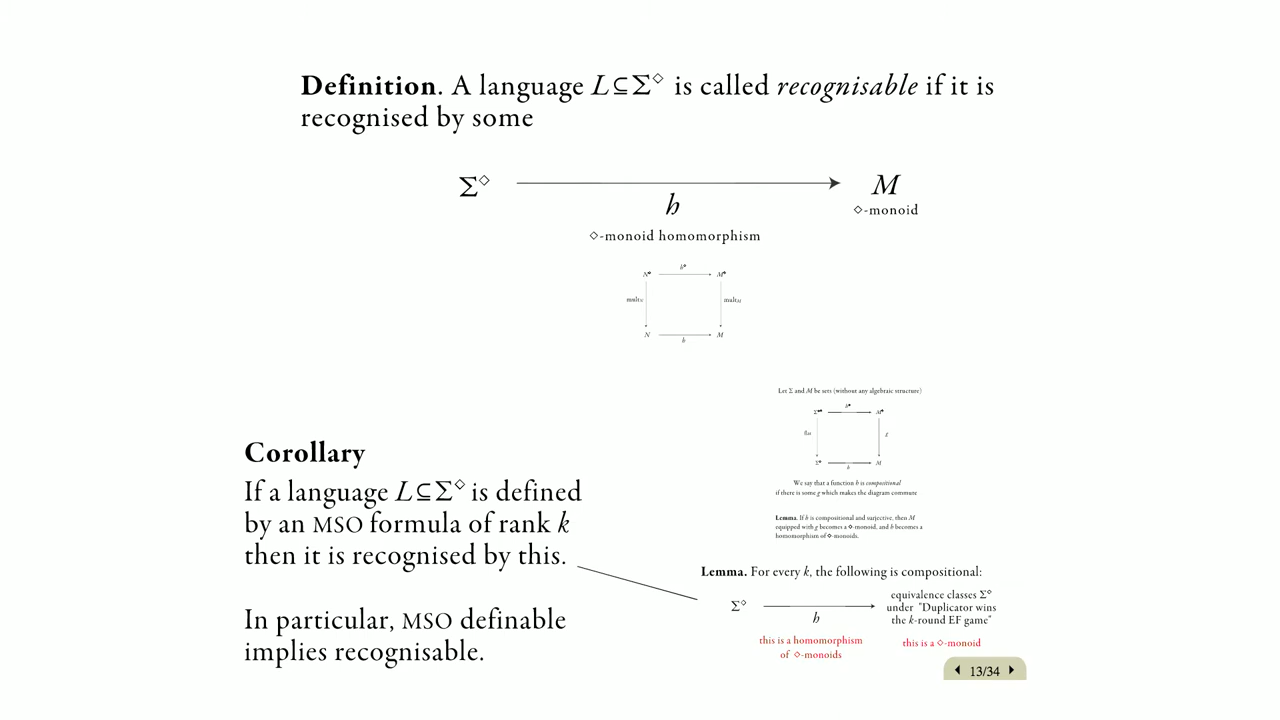 Definition. A language L⊆Σ◇ is called recognisable if it is
recognised by some
Σ◇
M
h
◇-monoid
◇-monoid homomorphism
h◇
N◇
M◇
mult_N
mult_M
N
M
h
Let Σ and M be sets (without any algebraic structure)
h◇
Σ◇◇
M◇
flat
g
Σ◇
M
h
We say that a function h is compositional
if there is some g which makes the diagram commute
Lemma. If h is compositional and surjective, then M
equipped with g becomes a ◇-monoid, and h becomes a
homomorphism of ◇-monoids.
Corollary
If a language L⊆Σ◇ is defined
by an MSO formula of rank k
then it is recognised by this.
In particular, MSO definable
implies recognisable.
Lemma. For every k, the following is compositional:
Σ◇
h
equivalence classes Σ◇
under "Duplicator wins
the k-round EF game"
this is a homomorphism
of ◇-monoids
this is a ◇-monoid
13/34